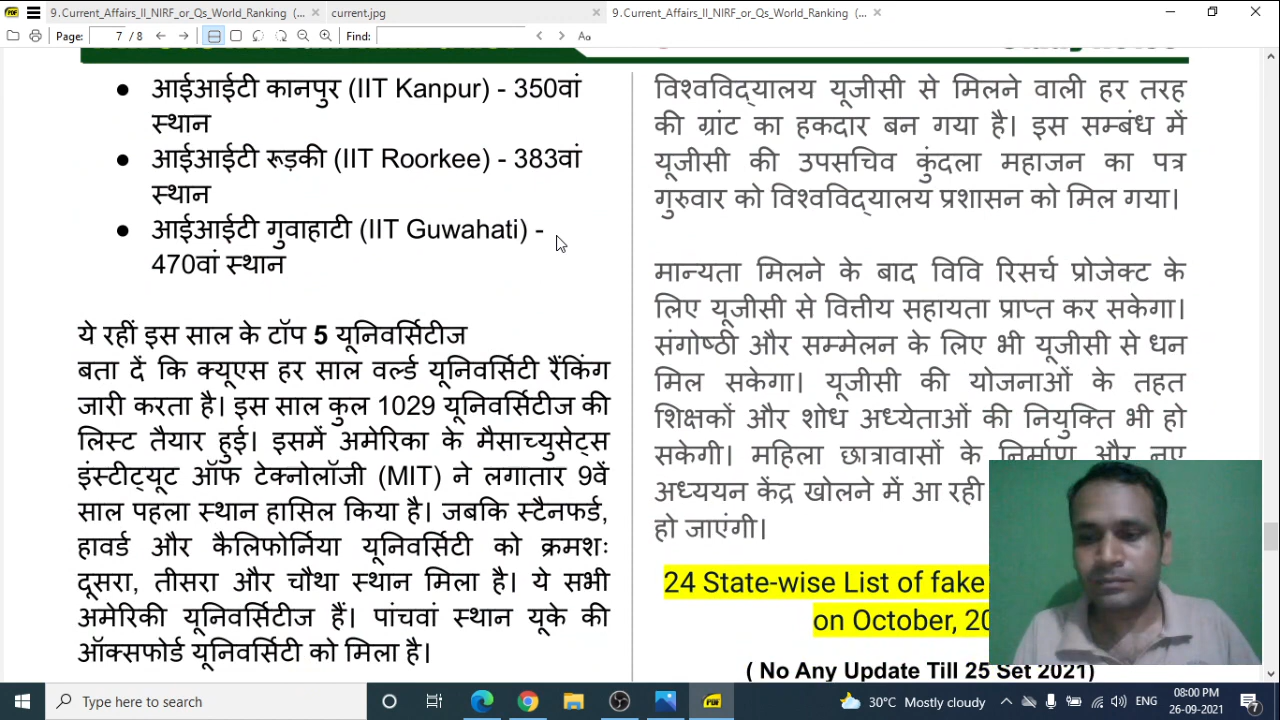 9.Current_Affairs_II_NIRF_or_Qs_World_Ranking (...
current.jpg
9.Current_Affairs_II_NIRF_or_Qs_World_Ranking (...
Page: 7 / 8
Find:
आईआईटी कानपुर (IIT Kanpur) - 350वां
स्थान
आईआईटी रूड़की (IIT Roorkee) - 383वां
स्थान
आईआईटी गुवाहाटी (IIT Guwahati) -
470वां स्थान
ये रहीं इस साल के टॉप 5 यूनिवर्सिटीज
बता दें कि क्यूएस हर साल वर्ल्ड यूनिवर्सिटी रैंकिंग
जारी करता है। इस साल कुल 1029 यूनिवर्सिटीज की
लिस्ट तैयार हुई। इसमें अमेरिका के मैसाच्युसेट्स
इंस्टीट्यूट ऑफ टेक्नोलॉजी (MIT) ने लगातार 9वें
साल पहला स्थान हासिल किया है। जबकि स्टैनफर्ड,
हावर्ड और कैलिफोर्निया यूनिवर्सिटी को क्रमशः
दूसरा, तीसरा और चौथा स्थान मिला है। ये सभी
अमेरिकी यूनिवर्सिटीज हैं। पांचवां स्थान यूके की
ऑक्सफोर्ड यूनिवर्सिटी को मिला है।
विश्वविद्यालय यूजीसी से मिलने वाली हर तरह
की ग्रांट का हकदार बन गया है। इस सम्बंध में
यूजीसी की उपसचिव कुंदला महाजन का पत्र
गुरुवार को विश्वविद्यालय प्रशासन को मिल गया।
मान्यता मिलने के बाद विवि रिसर्च प्रोजेक्ट के
लिए यूजीसी से वित्तीय सहायता प्राप्त कर सकेगा।
संगोष्ठी और सम्मेलन के लिए भी यूजीसी से धन
मिल सकेगा। यूजीसी की योजनाओं के तहत
शिक्षकों और शोध अध्येताओं की नियुक्ति भी हो
सकेगी। महिला छात्रावासों के निर्माण और नए
अध्ययन केंद्र खोलने में आ रही
हो जाएंगी।
24 State-wise List of fake
on October, 20
( No Any Update Till 25 Set 2021)
Type here to search
30°C Mostly cloudy
ENG
08:00 PM
26-09-2021
7